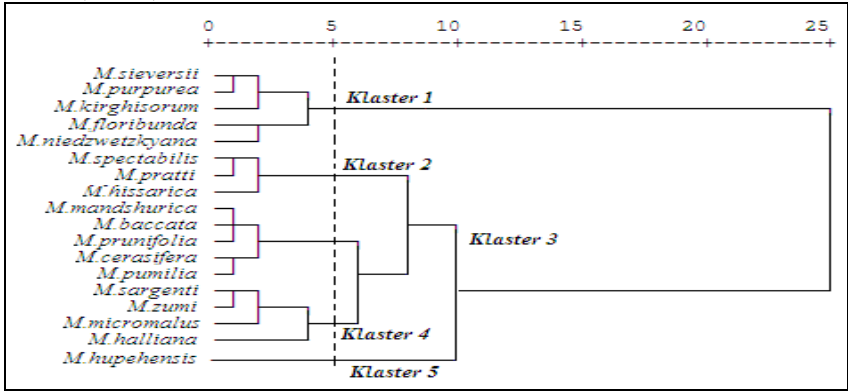 0 5 10 15 20 25
M.sieversii
M.purpurea
Klaster 1
M.kirghisorum
M.floribunda
M.niedzwetzkyana
M.spectabilis
Klaster 2
M.pratti
M.hissarica
M.mandshurica
M.baccata
M.prunifolia
Klaster 3
M.cerasifera
M.pumilia
M.sargenti
M.zumi
M.micromalus
Klaster 4
M.halliana
M.hupehensis
Klaster 5